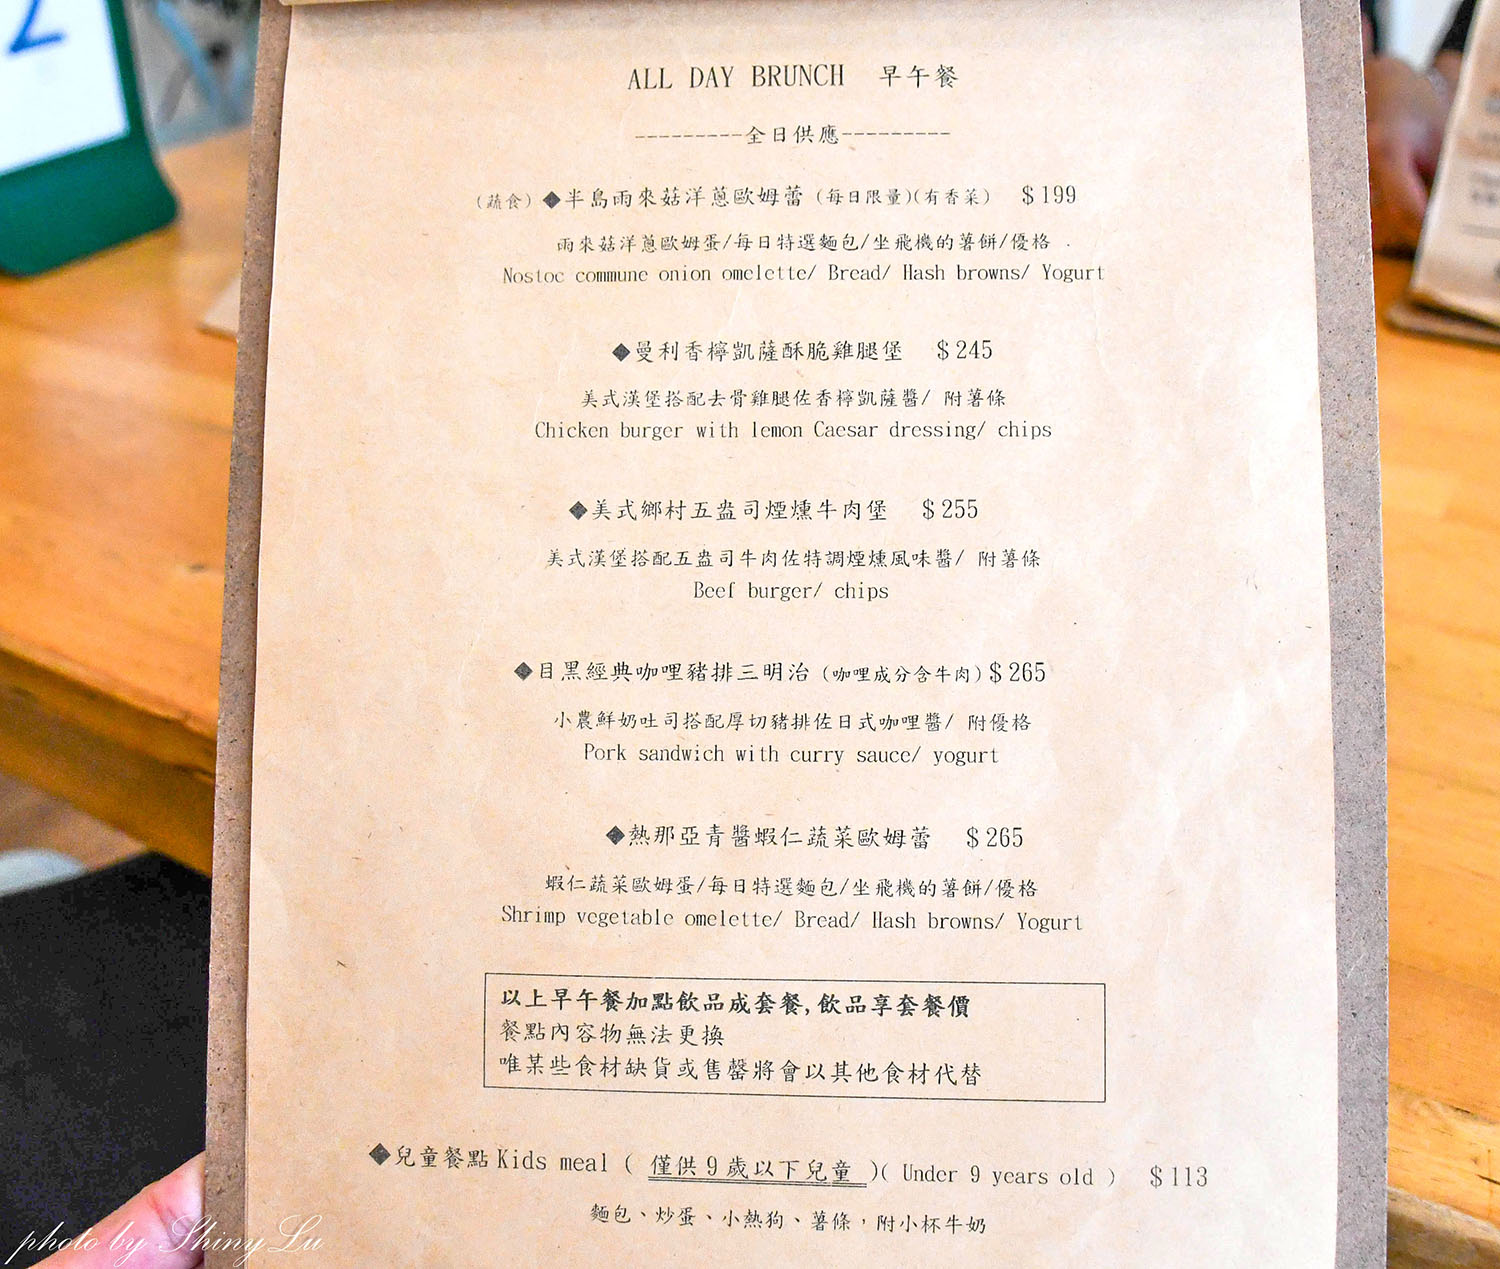 ALL DAY BRUNCH 早午餐
---------全日供應---------
(蔬食)◆半島雨來菇洋蔥歐姆蕾 (每日限量)(有香菜) $199
雨來菇洋蔥歐姆蛋/每日特選麵包/坐飛機的薯餅/優格
Nostoc commune onion omelette/ Bread/ Hash browns/ Yogurt
◆曼利香檸凱薩酥脆雞腿堡 $245
美式漢堡搭配去骨雞腿佐香檸凱薩醬/ 附薯條
Chicken burger with lemon Caesar dressing/ chips
◆美式鄉村五盎司煙燻牛肉堡 $255
美式漢堡搭配五盎司牛肉佐特調煙燻風味醬/ 附薯條
Beef burger/ chips
◆目黑經典咖哩豬排三明治 (咖哩成分含牛肉) $265
小農鮮奶吐司搭配厚切豬排佐日式咖哩醬/ 附優格
Pork sandwich with curry sauce/ yogurt
◆熱那亞青醬蝦仁蔬菜歐姆蕾 $265
蝦仁蔬菜歐姆蛋/每日特選麵包/坐飛機的薯餅/優格
Shrimp vegetable omelette/ Bread/ Hash browns/ Yogurt
以上早午餐加點飲品成套餐,飲品享套餐價
餐點內容物無法更換
唯某些食材缺貨或售罄將會以其他食材代替
◆兒童餐點 Kids meal ( 僅供9歲以下兒童 )( Under 9 years old ) $113
麵包、炒蛋、小熱狗、薯條，附小杯牛奶
photo by Shiny Lu